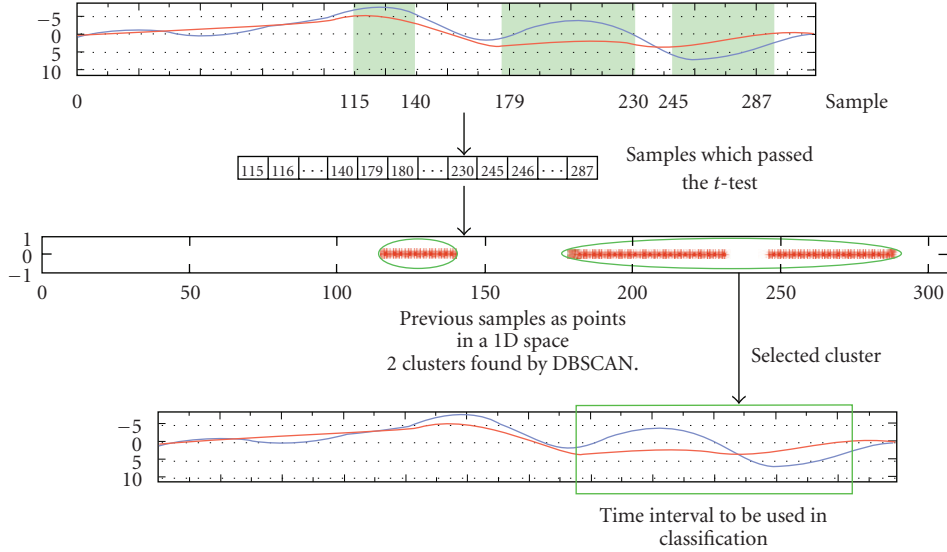 −5
0
5
10
0 115 140 179 230 245 287 Sample
115 116 · · · 140 179 180 · · · 230 245 246 · · · 287
Samples which passed
the t-test
1
0
−1
0 50 100 150 200 250 300
Previous samples as points
in a 1D space
2 clusters found by DBSCAN.
Selected cluster
−5
0
5
10
Time interval to be used in
classification